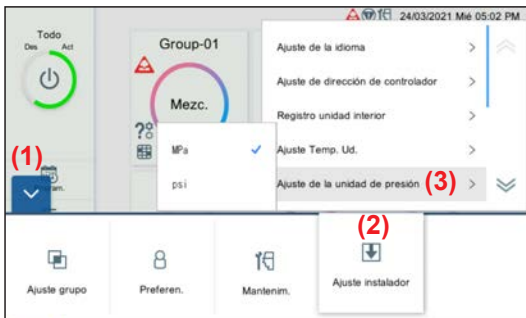 24/03/2021 Mié 05:02 PM
Todo
Des Act
Group-01
Mezc.
Ajuste de la idioma
Ajuste de dirección de controlador
Registro unidad interior
Ajuste Temp. Ud.
Ajuste de la unidad de presión (3)
MPa
psi
(1)
(2)
Ajuste grupo
Preferen.
Mantenim.
Ajuste instalador